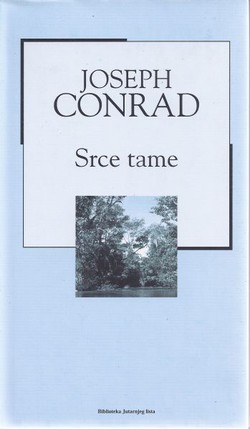 JOSEPH
CONRAD
Srce tame
Biblioteka Jutarnjeg lista